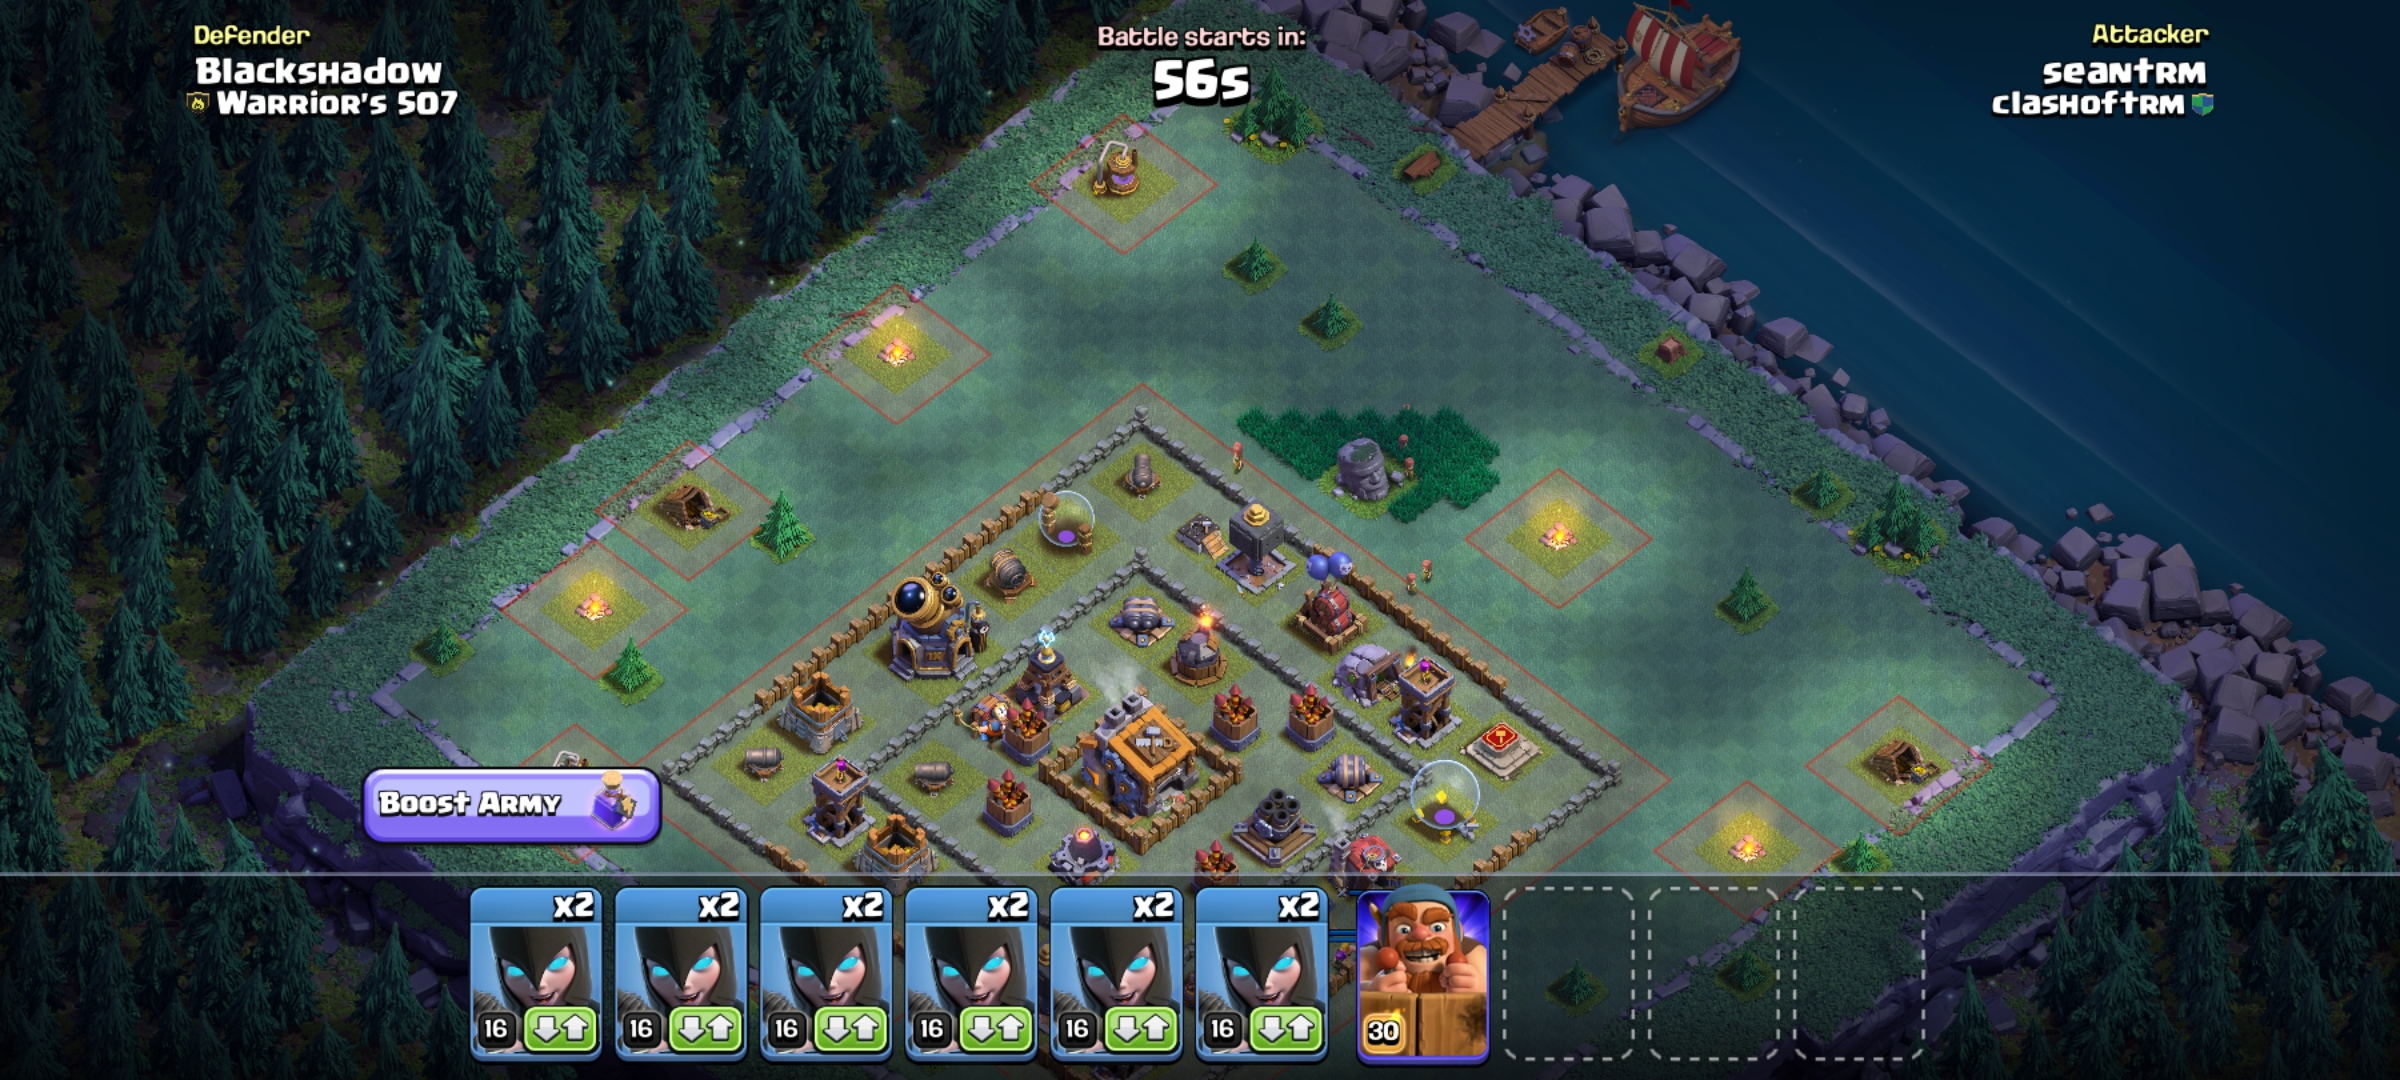 Defender
Blackshadow
Warrior's 507
Battle starts in:
56s
Attacker
seantrm
clashoftrm
Boost Army
x2
x2
x2
x2
x2
x2
16
16
16
16
16
16
30